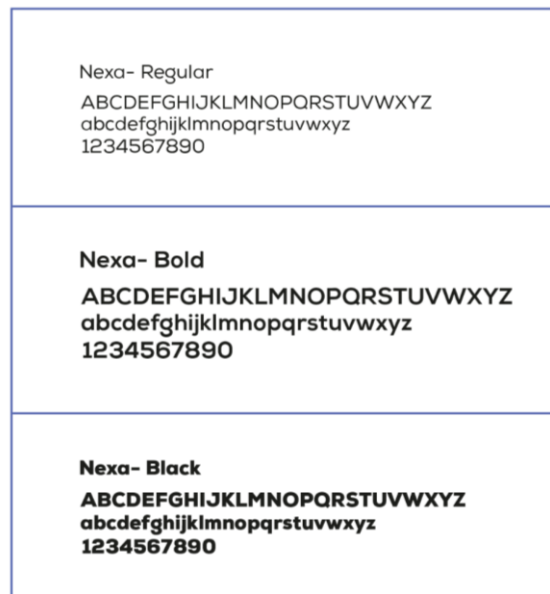 Nexa- Regular
ABCDEFGHIJKLMNOPQRSTUVWXYZ
abcdefghijklmnopqrstuvwxyz
1234567890
Nexa- Bold
ABCDEFGHIJKLMNOPQRSTUVWXYZ
abcdefghijklmnopqrstuvwxyz
1234567890
Nexa- Black
ABCDEFGHIJKLMNOPQRSTUVWXYZ
abcdefghijklmnopqrstuvwxyz
1234567890